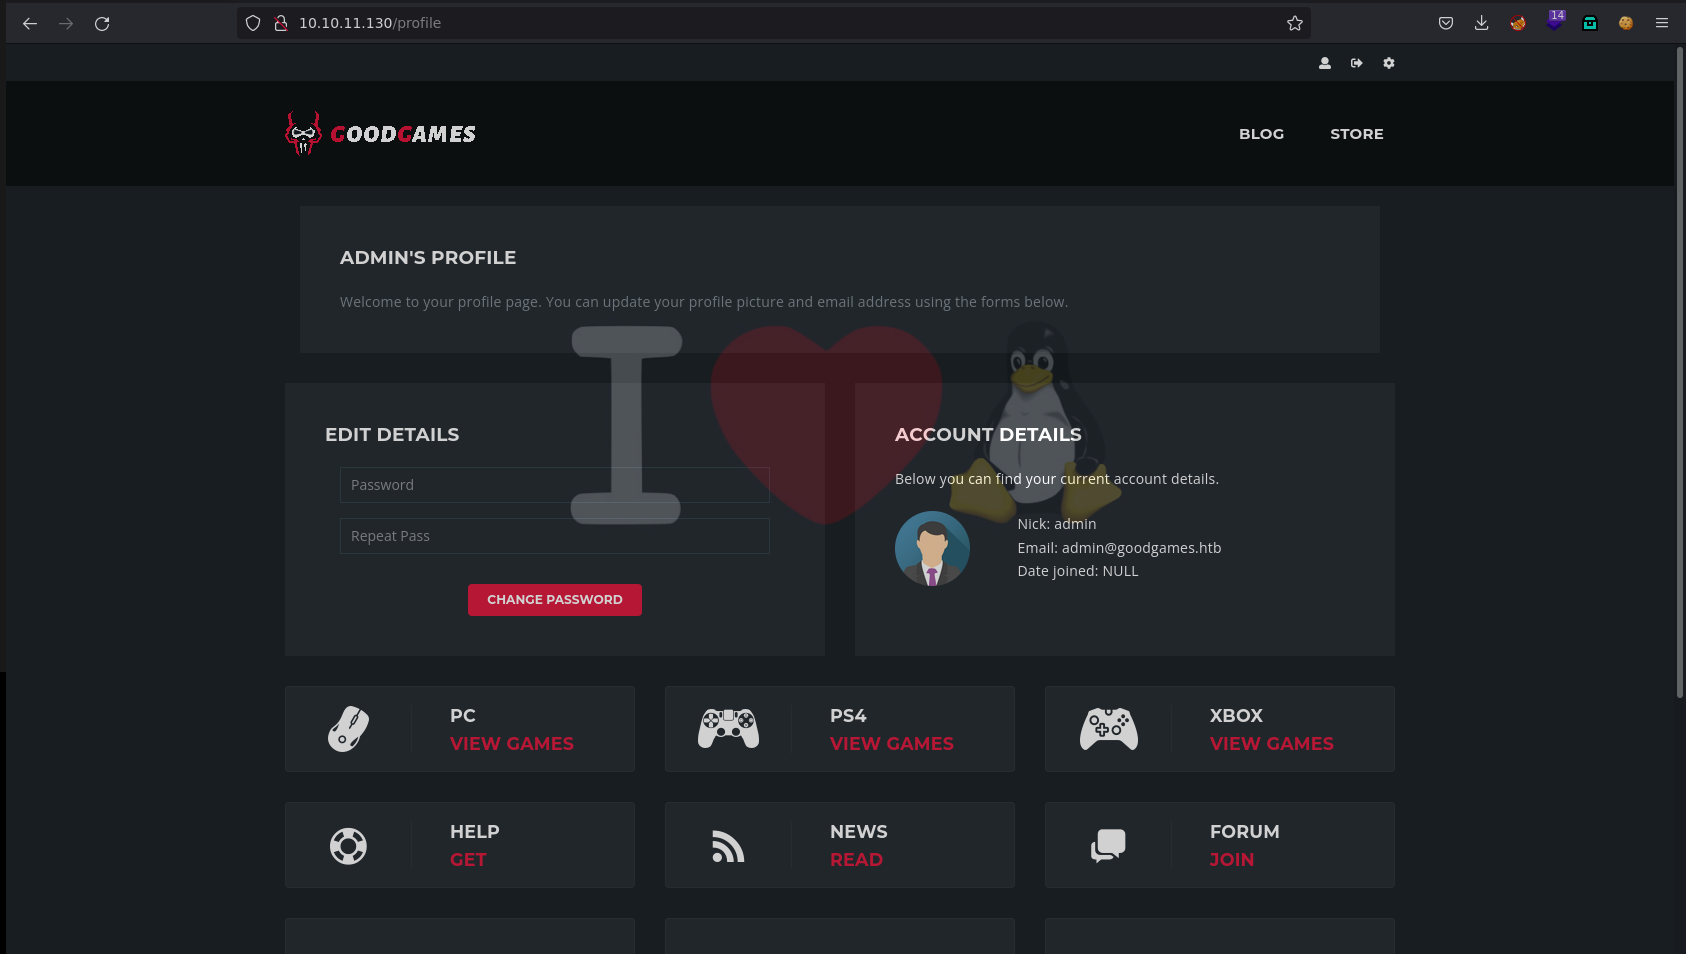 14
10.10.11.130/profile
GOODGAMES
BLOG
STORE
ADMIN'S PROFILE
Welcome to your profile page. You can update your profile picture and email address using the forms below.
I
EDIT DETAILS
Password
Repeat Pass
CHANGE PASSWORD
ACCOUNT DETAILS
Below you can find your current account details.
Nick: admin
Email: admin@goodgames.htb
Date joined: NULL
PC
VIEW GAMES
PS4
VIEW GAMES
XBOX
VIEW GAMES
HELP
GET
NEWS
READ
FORUM
JOIN